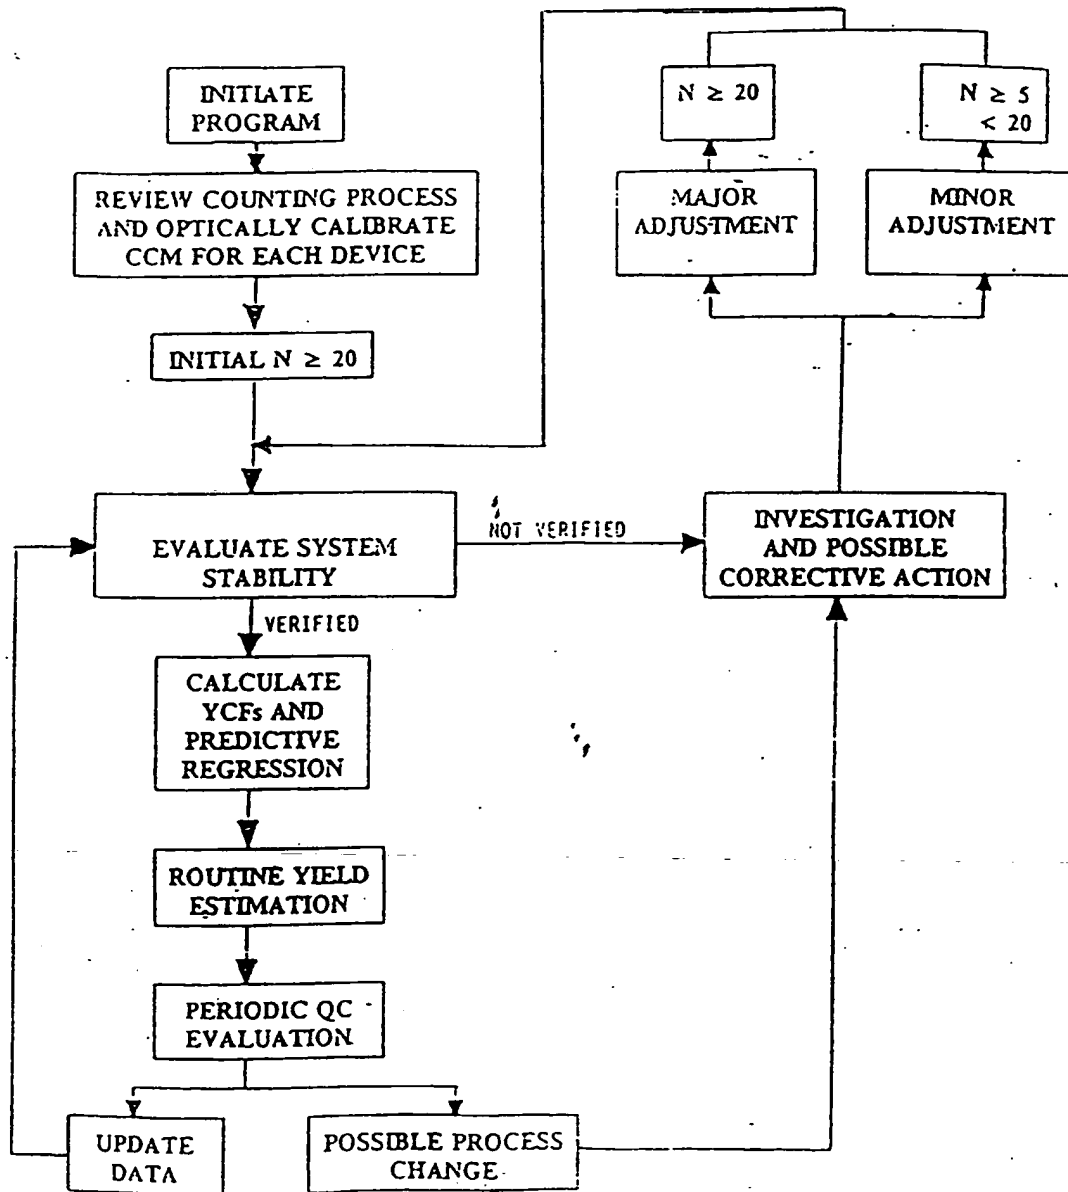 INITIATE
PROGRAM
REVIEW COUNTING PROCESS
AND OPTICALLY CALIBRATE
CCM FOR EACH DEVICE
INITIAL N ≥ 20
N ≥ 20
N ≥ 5
< 20
MAJOR
ADJUSTMENT
MINOR
ADJUSTMENT
EVALUATE SYSTEM
STABILITY
NOT VERIFIED
INVESTIGATION
AND POSSIBLE
CORRECTIVE ACTION
VERIFIED
CALCULATE
YCFs AND
PREDICTIVE
REGRESSION
ROUTINE YIELD
ESTIMATION
PERIODIC QC
EVALUATION
UPDATE
DATA
POSSIBLE PROCESS
CHANGE